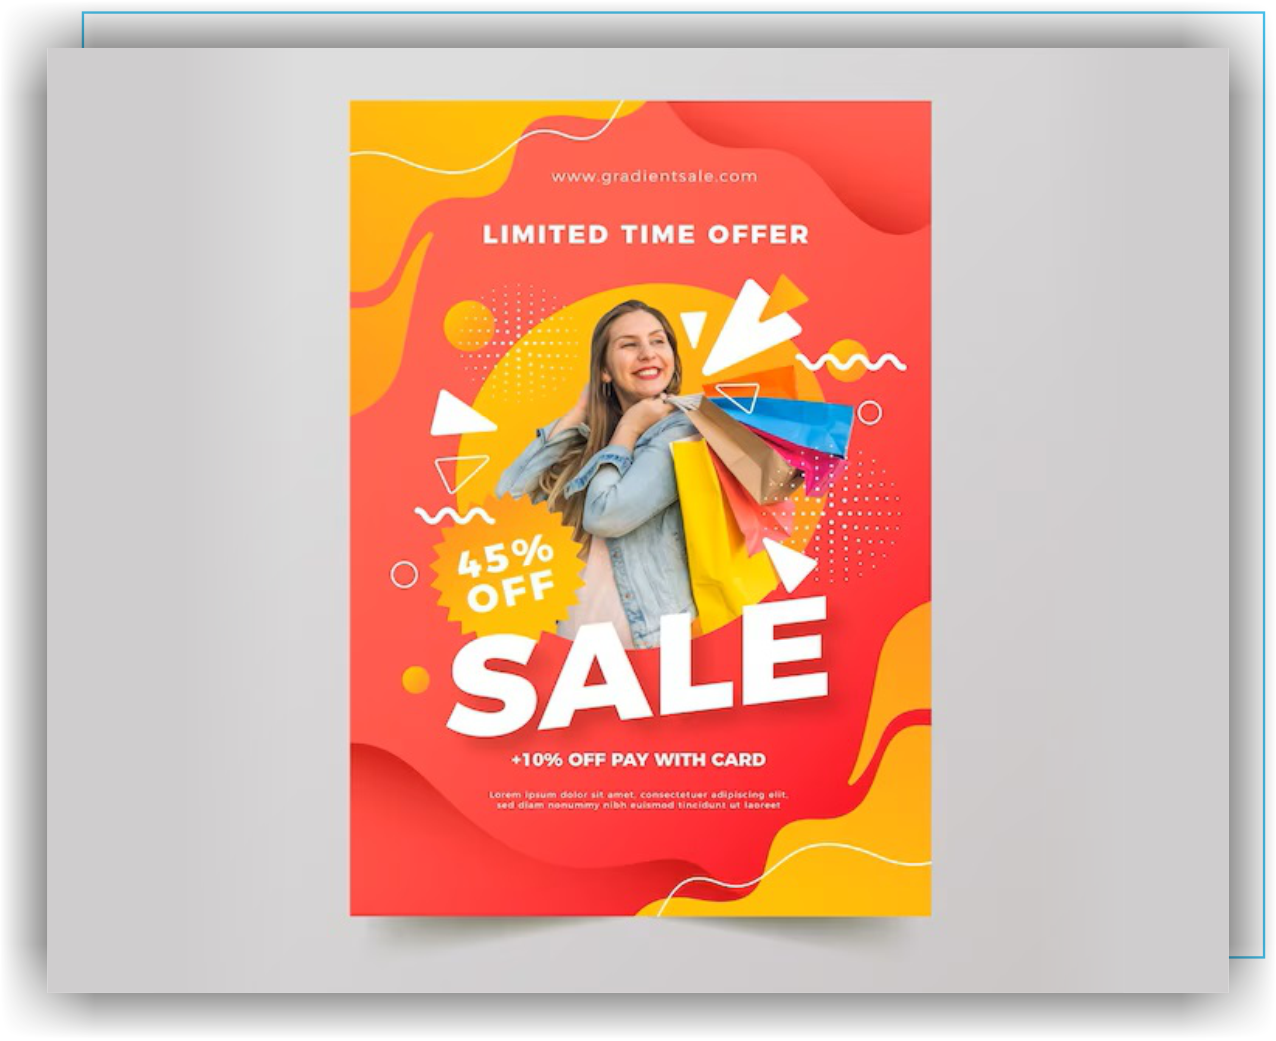 www.gradientsale.com
LIMITED TIME OFFER
45%
OFF
SALE
+10% OFF PAY WITH CARD
Lorem ipsum dolor sit amet, consectetuer adipiscing elit,
sed diam nonummy nibh euismod tincidunt ut laoreet